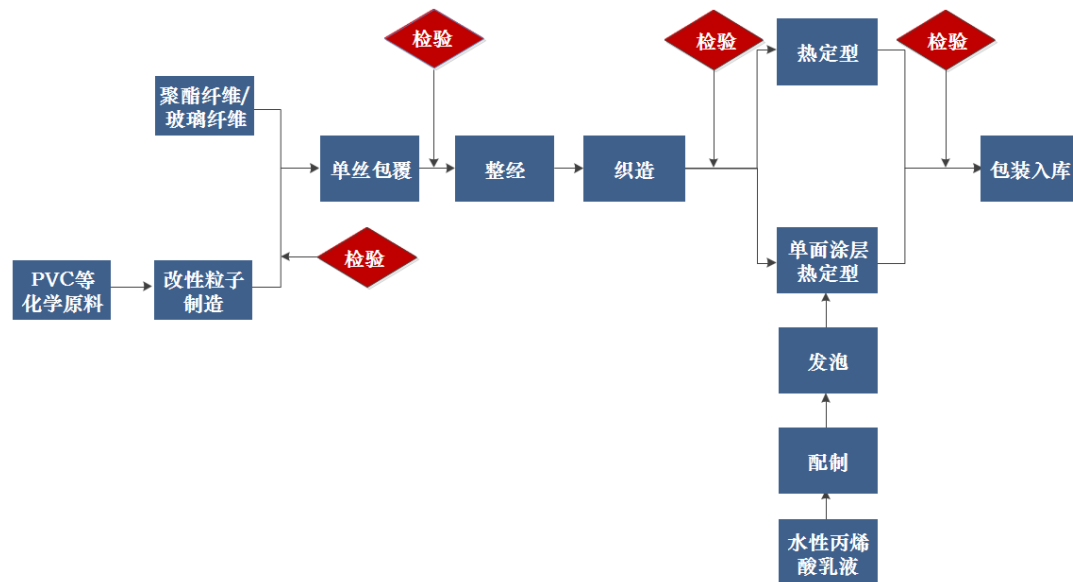 检验
检验
检验
聚酯纤维/
玻璃纤维
热定型
单丝包覆
整经
织造
包装入库
检验
单面涂层
热定型
PVC等
化学原料
改性粒子
制造
发泡
配制
水性丙烯
酸乳液